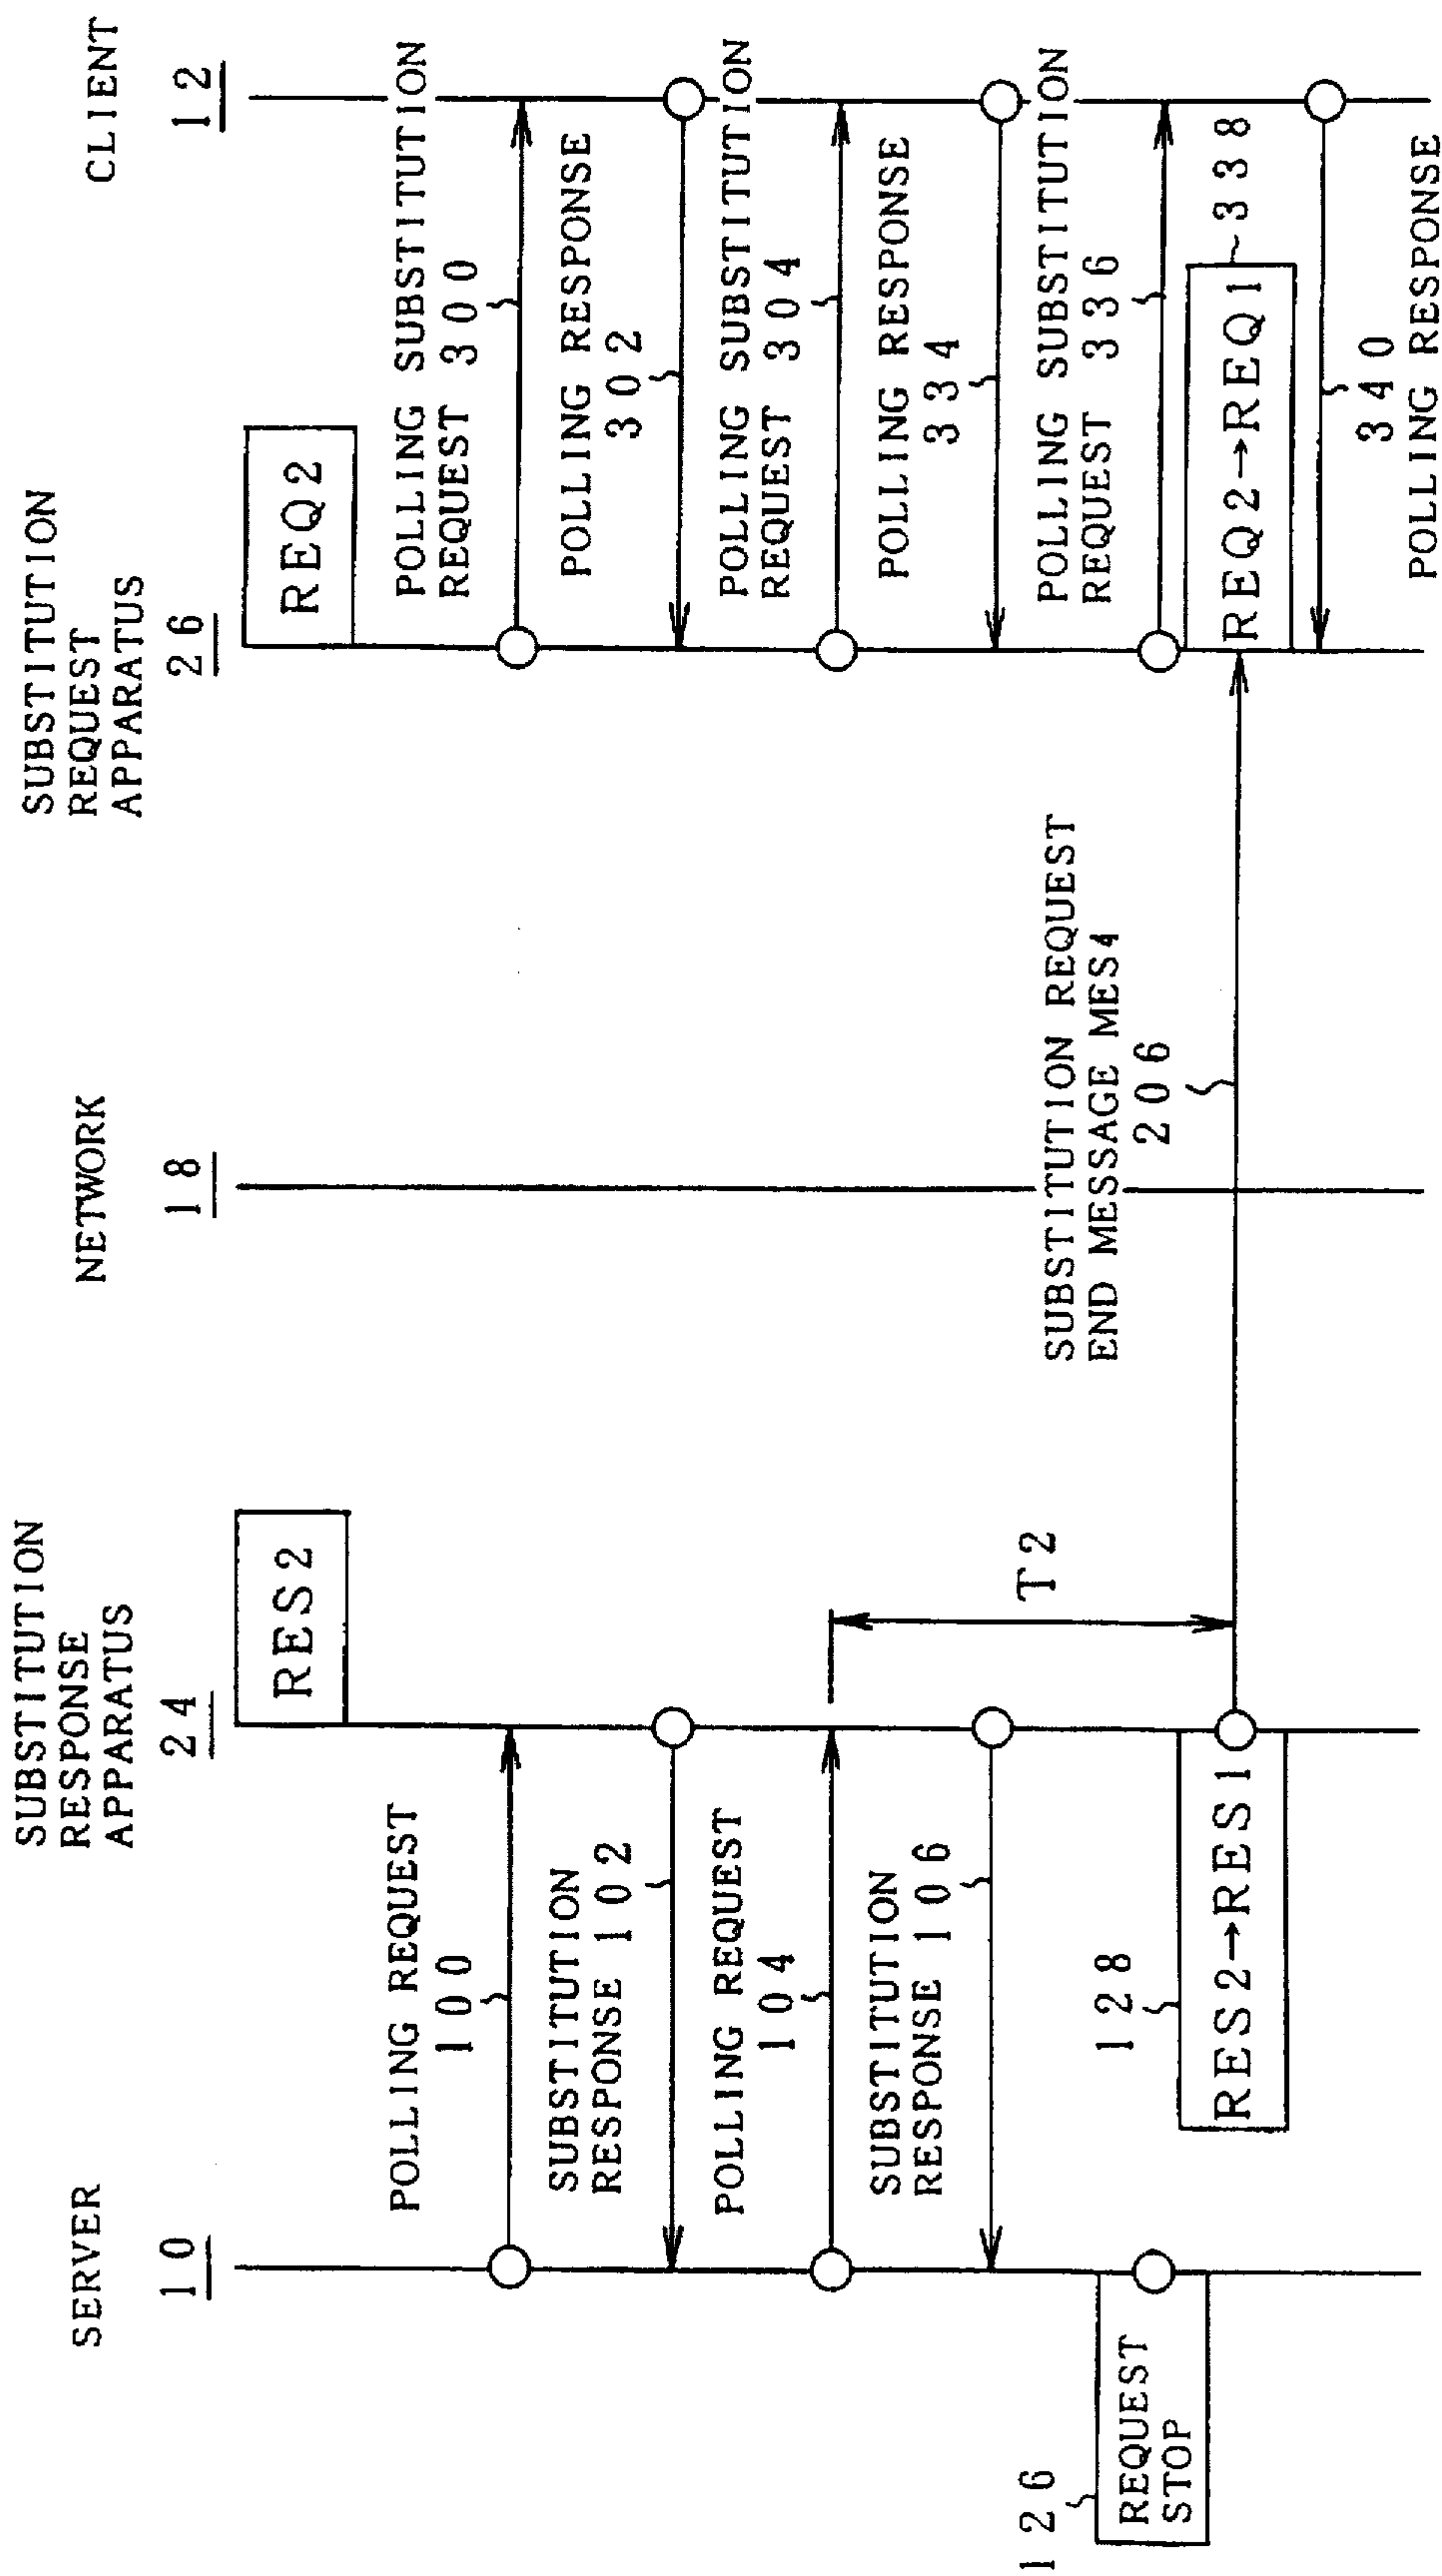 SERVER
10
SUBSTITUTION
RESPONSE
APPARATUS
24
NETWORK
18
SUBSTITUTION
REQUEST
APPARATUS
26
CLIENT
12
RES2
REQ2
POLLING REQUEST
100
POLLING SUBSTITUTION
REQUEST 300
SUBSTITUTION
RESPONSE 102
POLLING RESPONSE
302
POLLING REQUEST
104
POLLING SUBSTITUTION
REQUEST 304
SUBSTITUTION
RESPONSE 106
POLLING RESPONSE
334
T2
126
REQUEST
STOP
128
RES2→RES1
SUBSTITUTION REQUEST
END MESSAGE MES4
206
POLLING SUBSTITUTION
REQUEST 336
REQ2→REQ1
338
340
POLLING RESPONSE